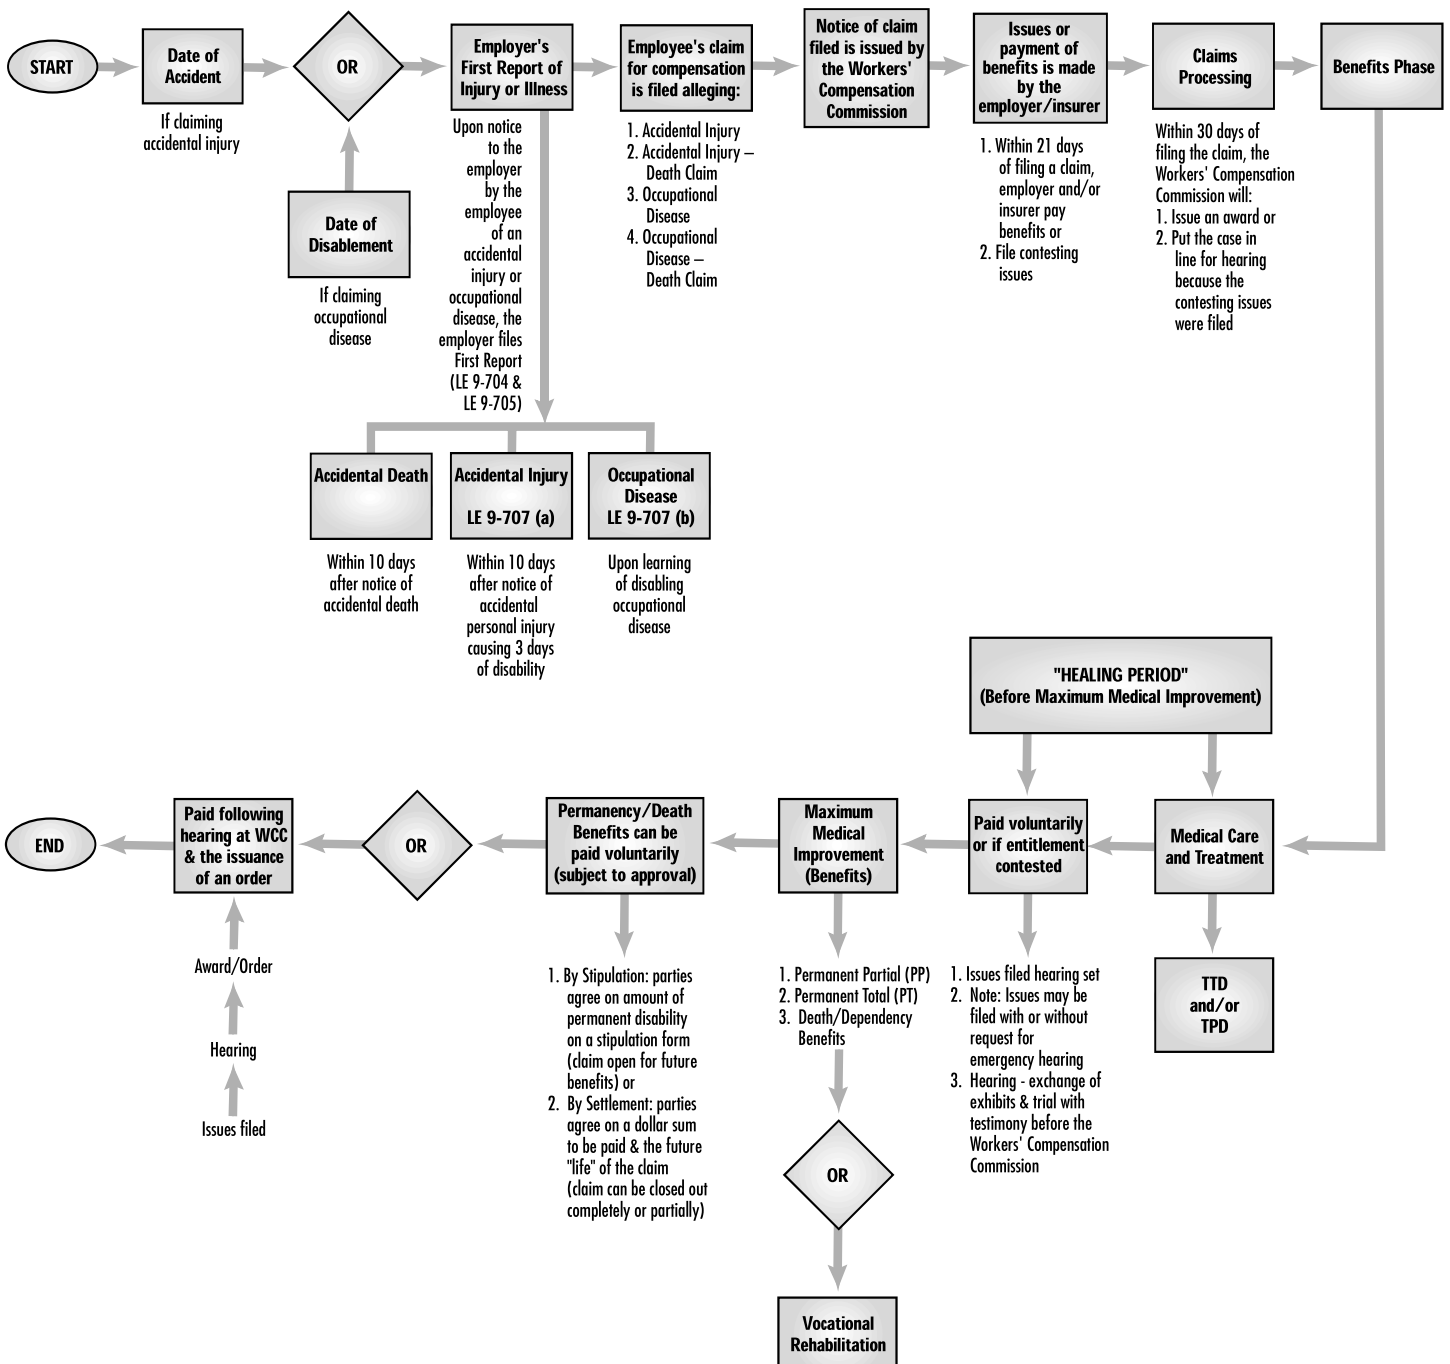 START
Date of
Accident
If claiming
accidental injury
OR
Date of
Disablement
If claiming
occupational
disease
Employer's
First Report of
Injury or Illness
Upon notice
to the
employer
by the
employee
of an
accidental
injury or
occupational
disease, the
employer files
First Report
(LE 9-704 &
LE 9-705)
Employee's claim
for compensation
is filed alleging:
1. Accidental Injury
2. Accidental Injury –
Death Claim
3. Occupational
Disease
4. Occupational
Disease –
Death Claim
Notice of claim
filed is issued by
the Workers'
Compensation
Commission
Issues or
payment of
benefits is made
by the
employer/insurer
1. Within 21 days
of filing a claim,
employer and/or
insurer pay
benefits or
2. File contesting
issues
Claims
Processing
Within 30 days of
filing the claim, the
Workers' Compensation
Commission will:
1. Issue an award or
2. Put the case in
line for hearing
because the
contesting issues
were filed
Benefits Phase
Accidental Death
Within 10 days
after notice of
accidental death
Accidental Injury
LE 9-707 (a)
Within 10 days
after notice of
accidental
personal injury
causing 3 days
of disability
Occupational
Disease
LE 9-707 (b)
Upon learning
of disabling
occupational
disease
"HEALING PERIOD"
(Before Maximum Medical Improvement)
Medical Care
and Treatment
TTD
and/or
TPD
Paid voluntarily
or if entitlement
contested
1. Issues filed hearing set
2. Note: Issues may be
filed with or without
request for
emergency hearing
3. Hearing - exchange of
exhibits & trial with
testimony before the
Workers' Compensation
Commission
Maximum
Medical
Improvement
(Benefits)
1. Permanent Partial (PP)
2. Permanent Total (PT)
3. Death/Dependency
Benefits
OR
Vocational
Rehabilitation
Permanency/Death
Benefits can be
paid voluntarily
(subject to approval)
1. By Stipulation: parties
agree on amount of
permanent disability
on a stipulation form
(claim open for future
benefits) or
2. By Settlement: parties
agree on a dollar sum
to be paid & the future
"life" of the claim
(claim can be closed out
completely or partially)
OR
Paid following
hearing at WCC
& the issuance
of an order
Award/Order
Hearing
Issues filed
END